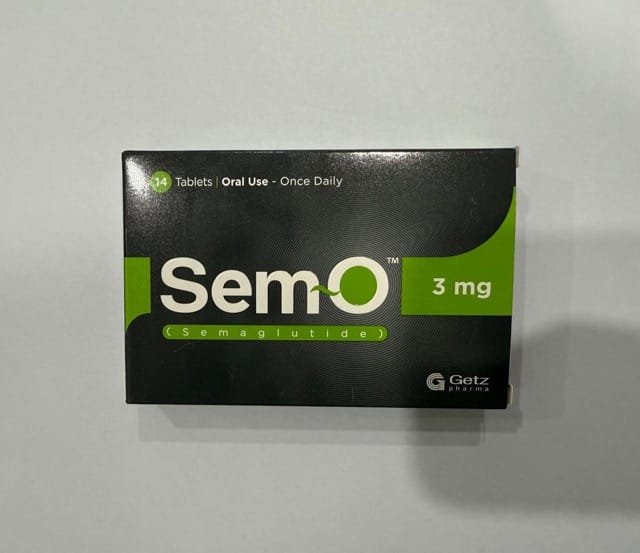 14 Tablets | Oral Use - Once Daily
Sem~O™
3 mg
(Semaglutide)
Getz
pharma